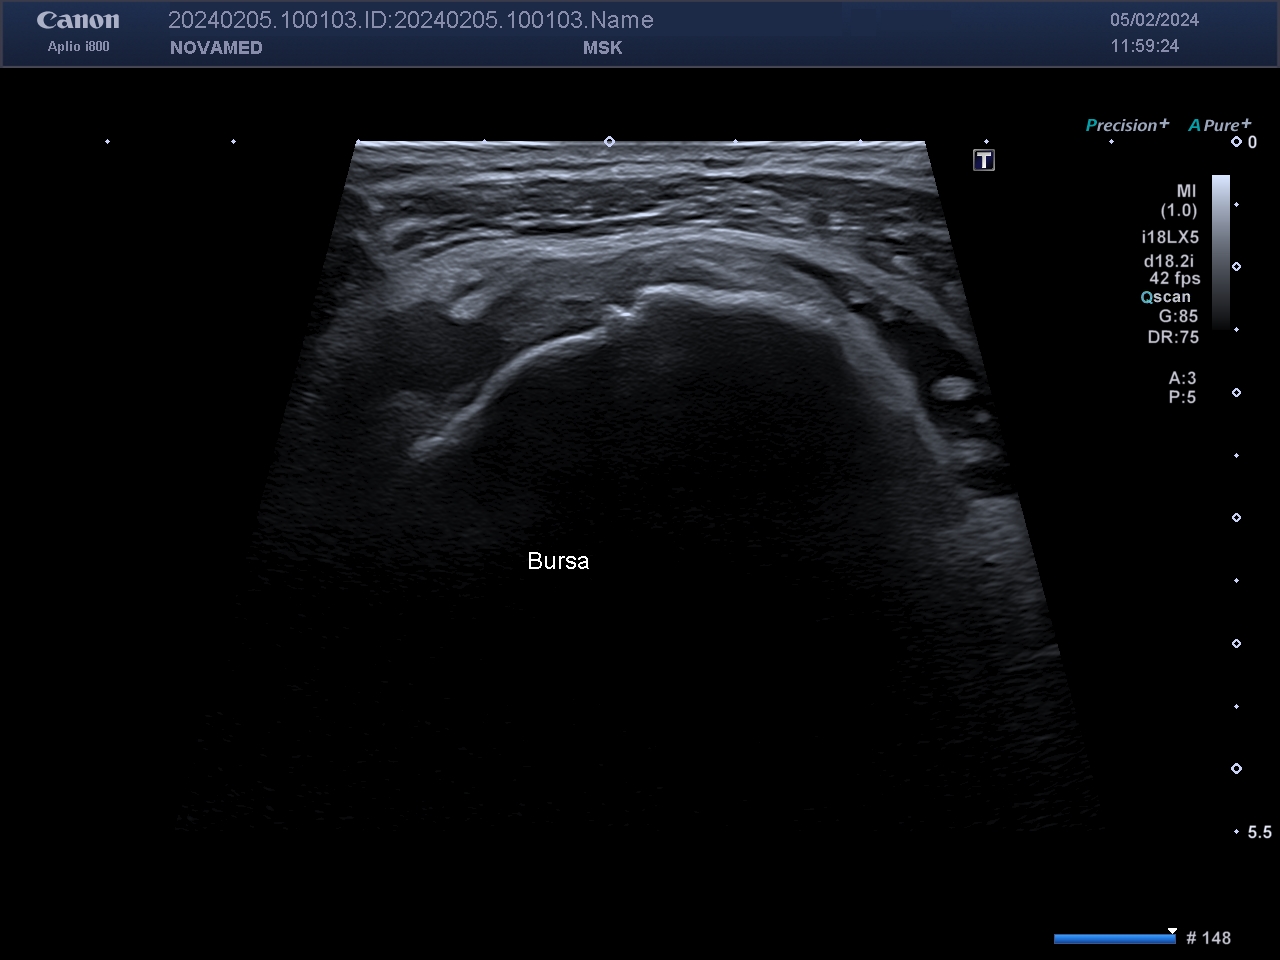 Canon
Aplio i800
20240205.100103.ID:20240205.100103.Name
NOVAMED
MSK
05/02/2024
11:59:24
Precision+ A Pure+
T
0
MI
(1.0)
i18LX5
d18.2i
42 fps
Qscan
G:85
DR:75
A:3
P:5
Bursa
5.5
# 148